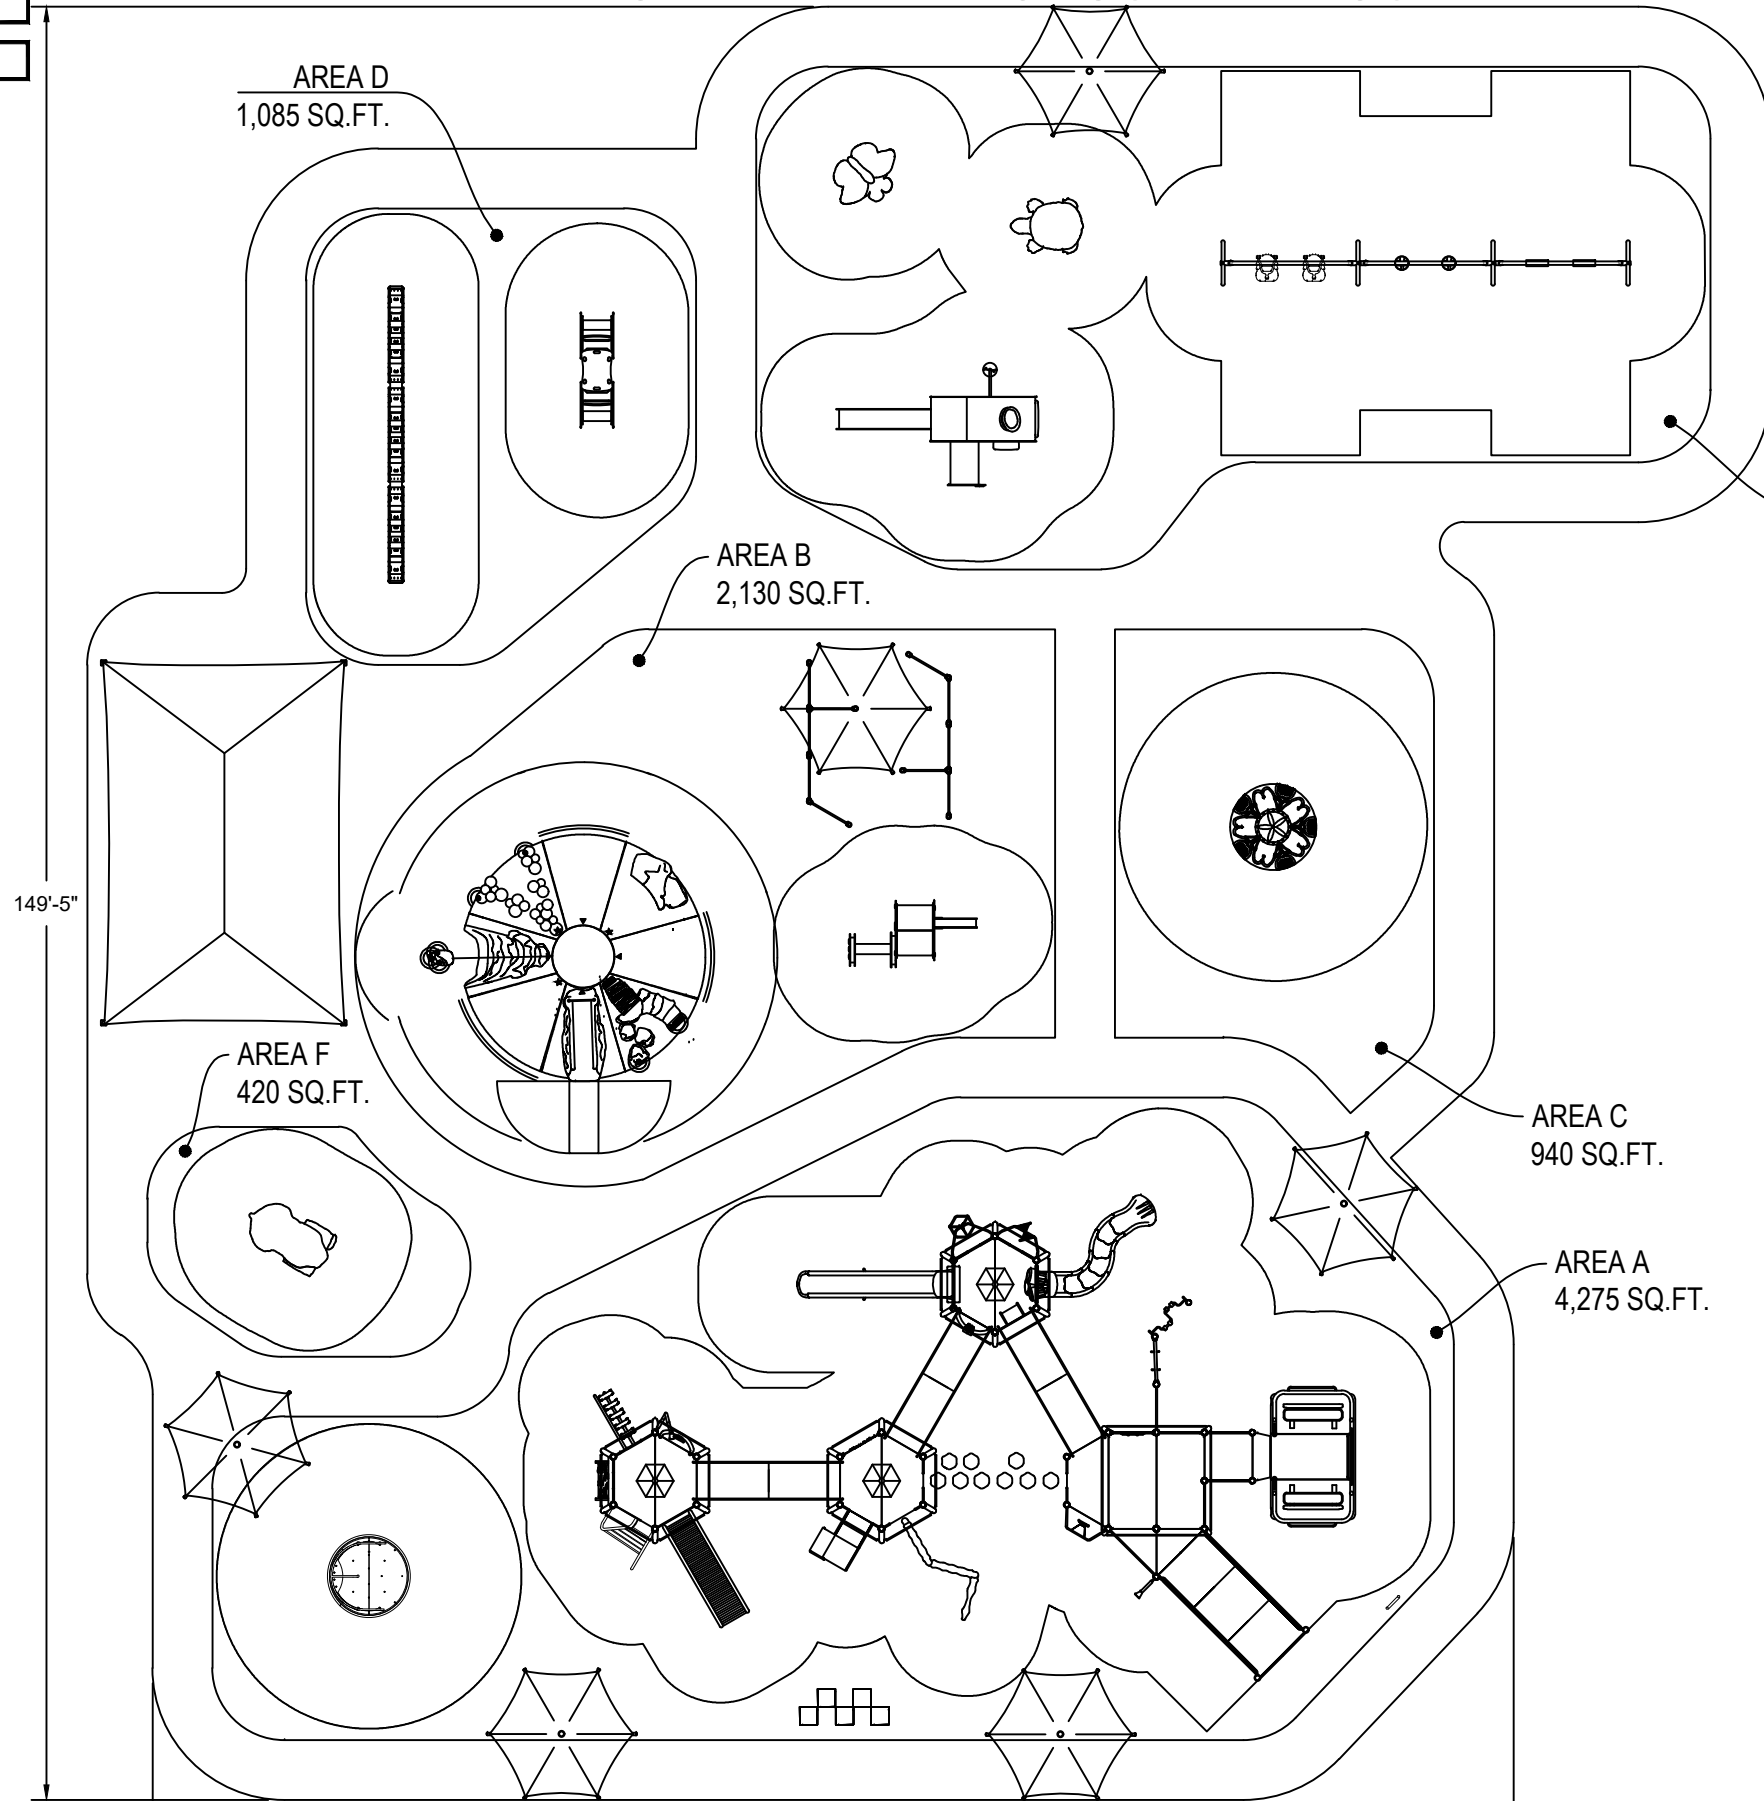 AREA D
1,085 SQ.FT.
AREA B
2,130 SQ.FT.
149'-5"
AREA F
420 SQ.FT.
AREA C
940 SQ.FT.
AREA A
4,275 SQ.FT.